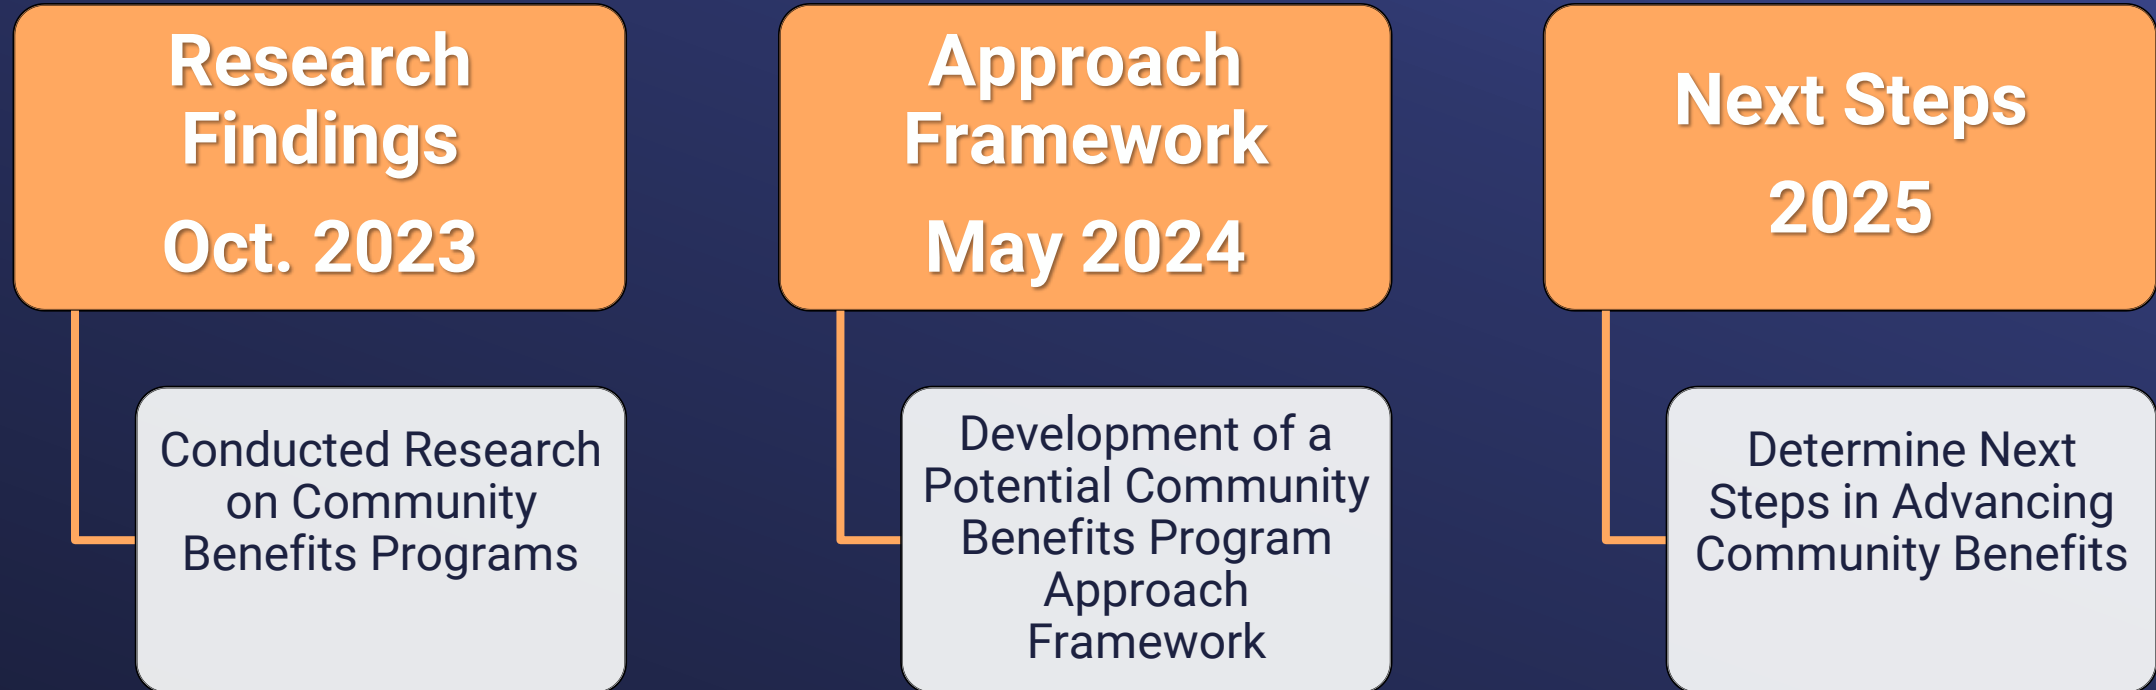 Research
Findings
Oct. 2023
Conducted Research
on Community
Benefits Programs
Approach
Framework
May 2024
Development of a
Potential Community
Benefits Program
Approach
Framework
Next Steps
2025
Determine Next
Steps in Advancing
Community Benefits